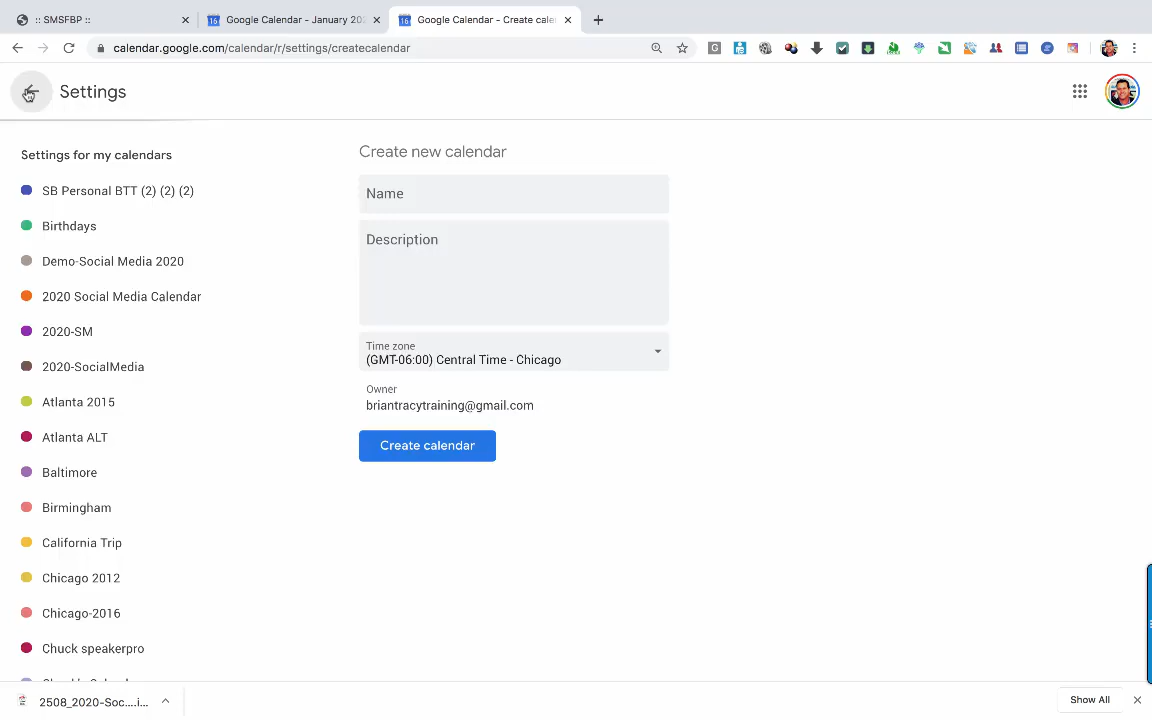 :: SMSFBP ::
Google Calendar - January 202
Google Calendar - Create cale
calendar.google.com/calendar/r/settings/createcalendar
Settings
Settings for my calendars
SB Personal BTT (2) (2) (2)
Birthdays
Demo-Social Media 2020
2020 Social Media Calendar
2020-SM
2020-SocialMedia
Atlanta 2015
Atlanta ALT
Baltimore
Birmingham
California Trip
Chicago 2012
Chicago-2016
Chuck speakerpro
Create new calendar
Name
Description
Time zone
(GMT-06:00) Central Time - Chicago
Owner
briantracytraining@gmail.com
Create calendar
2508_2020-Soc....i...
Show All